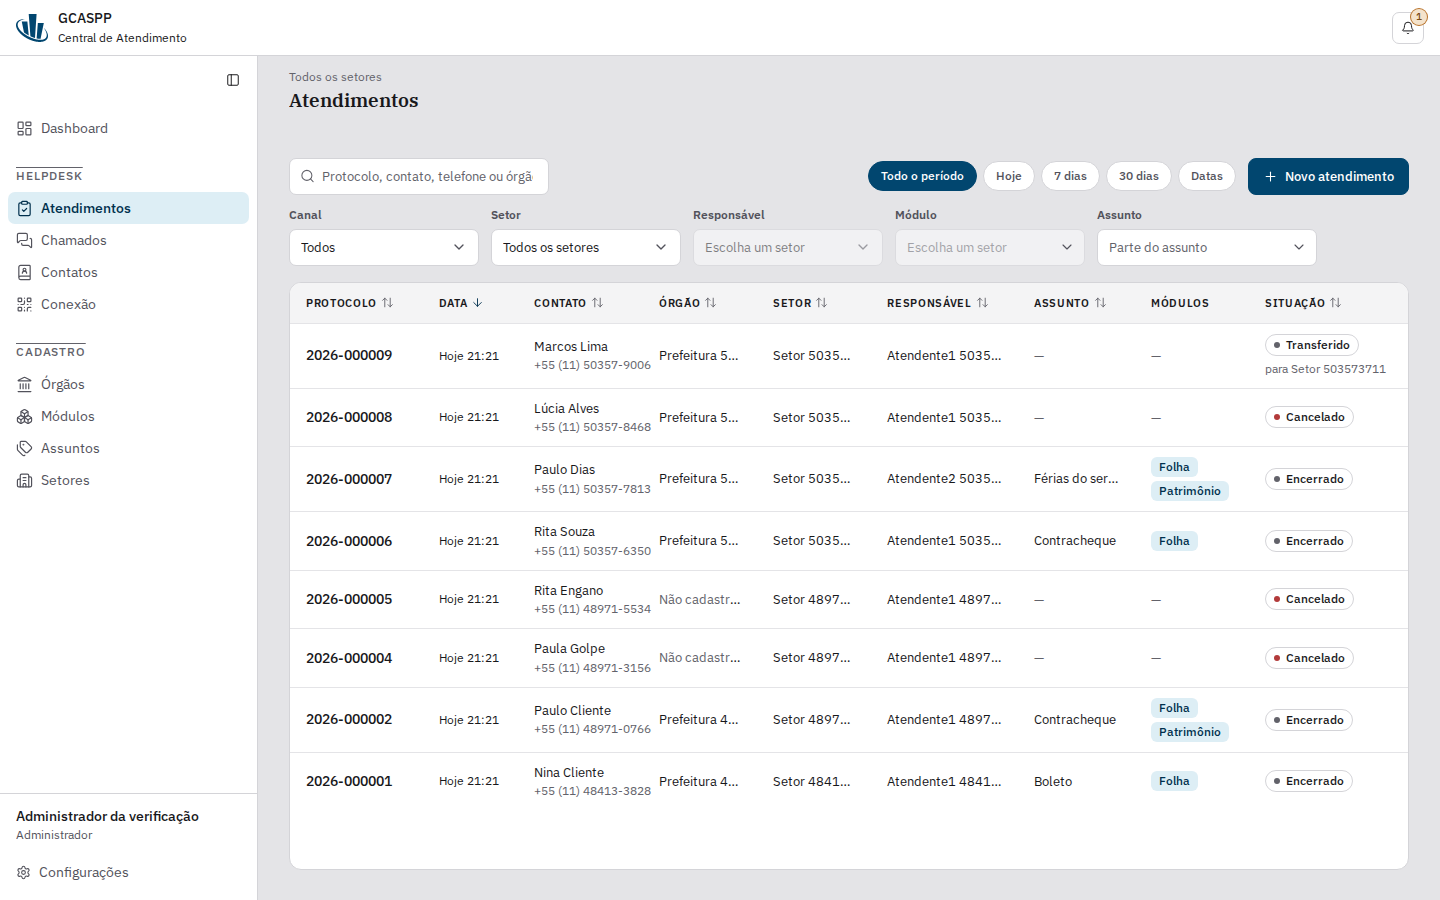 GCASPP
Central de Atendimento
1
Dashboard
HELPDESK
Atendimentos
Chamados
Contatos
Conexão
CADASTRO
Órgãos
Módulos
Assuntos
Setores
Administrador da verificação
Administrador
Configurações
Todos os setores
Atendimentos
Protocolo, contato, telefone ou órgã
Todo o período Hoje 7 dias 30 dias Datas Novo atendimento
Canal Setor Responsável Módulo Assunto
Todos Todos os setores Escolha um setor Escolha um setor Parte do assunto
PROTOCOLO DATA CONTATO ÓRGÃO SETOR RESPONSÁVEL ASSUNTO MÓDULOS SITUAÇÃO
2026-000009 Hoje 21:21 Marcos Lima Prefeitura 5... Setor 5035... Atendente1 5035... — — Transferido
+55 (11) 50357-9006 para Setor 503573711
2026-000008 Hoje 21:21 Lúcia Alves Prefeitura 5... Setor 5035... Atendente1 5035... — — Cancelado
+55 (11) 50357-8468
2026-000007 Hoje 21:21 Paulo Dias Prefeitura 5... Setor 5035... Atendente2 5035... Férias do ser... Folha Encerrado
+55 (11) 50357-7813 Patrimônio
2026-000006 Hoje 21:21 Rita Souza Prefeitura 5... Setor 5035... Atendente1 5035... Contracheque Folha Encerrado
+55 (11) 50357-6350
2026-000005 Hoje 21:21 Rita Engano Não cadastr... Setor 4897... Atendente1 4897... — — Cancelado
+55 (11) 48971-5534
2026-000004 Hoje 21:21 Paula Golpe Não cadastr... Setor 4897... Atendente1 4897... — — Cancelado
+55 (11) 48971-3156
2026-000002 Hoje 21:21 Paulo Cliente Prefeitura 4... Setor 4897... Atendente1 4897... Contracheque Folha Encerrado
+55 (11) 48971-0766 Patrimônio
2026-000001 Hoje 21:21 Nina Cliente Prefeitura 4... Setor 4841... Atendente1 4841... Boleto Folha Encerrado
+55 (11) 48413-3828